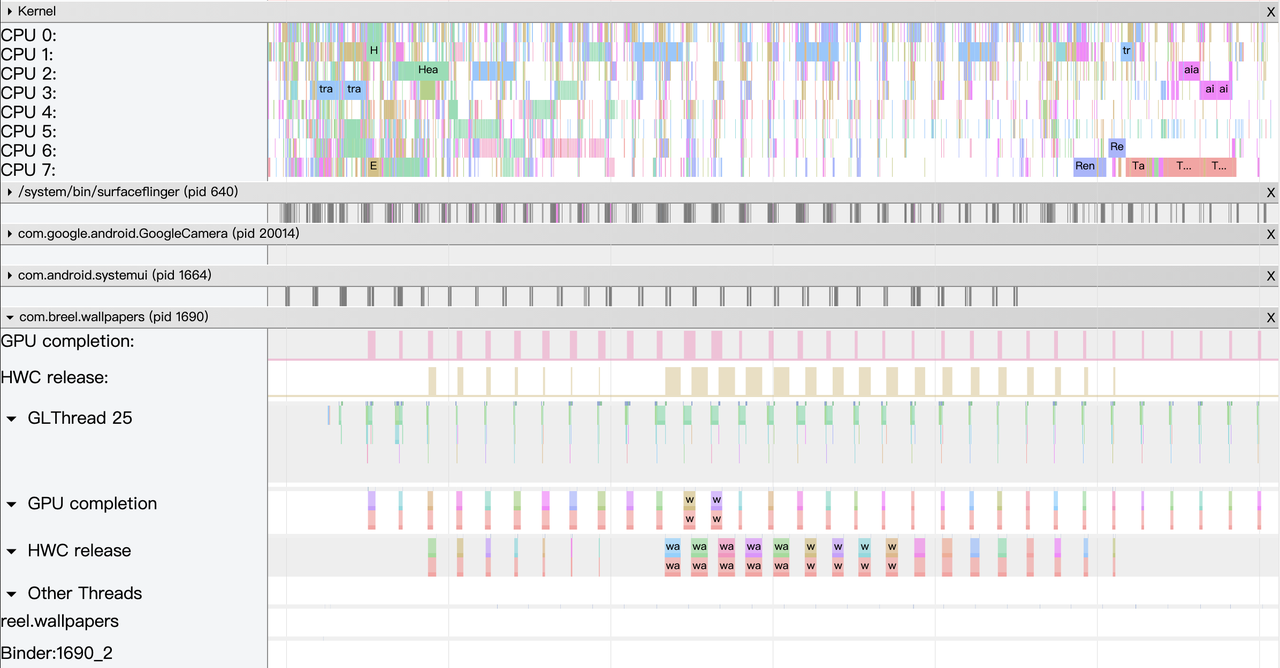 Kernel X
CPU 0:
CPU 1: H tr
CPU 2: Hea aia
CPU 3: tra tra ai ai
CPU 4:
CPU 5:
CPU 6: Re
CPU 7: E Ren Ta T... T...
/system/bin/surfaceflinger (pid 640) X
com.google.android.GoogleCamera (pid 20014) X
com.android.systemui (pid 1664) X
com.breel.wallpapers (pid 1690) X
GPU completion:
HWC release:
GLThread 25
GPU completion w w
w w
HWC release wa wa wa wa wa w w w w
wa wa wa wa wa w w w w
Other Threads
reel.wallpapers
Binder:1690_2